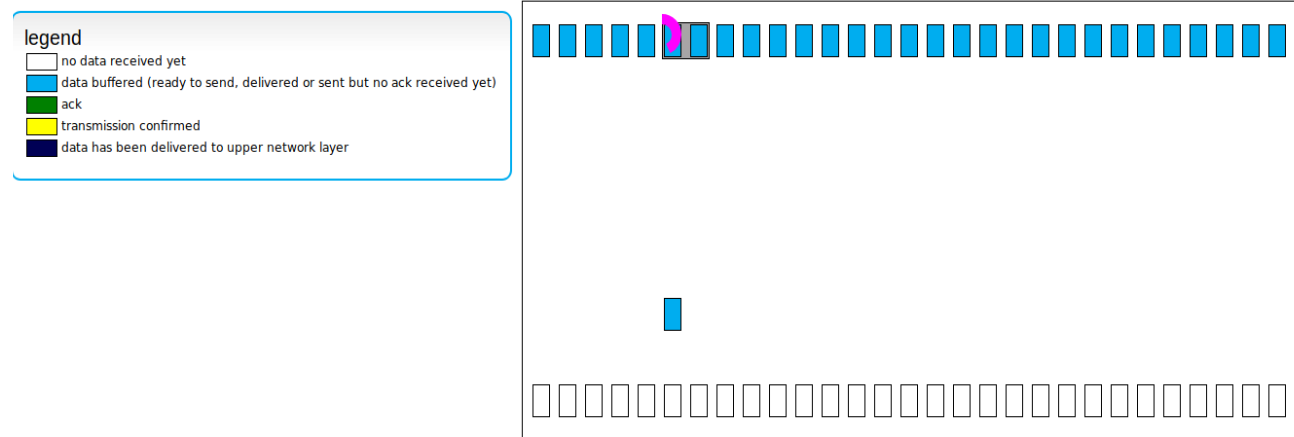 legend
no data received yet
data buffered (ready to send, delivered or sent but no ack received yet)
ack
transmission confirmed
data has been delivered to upper network layer